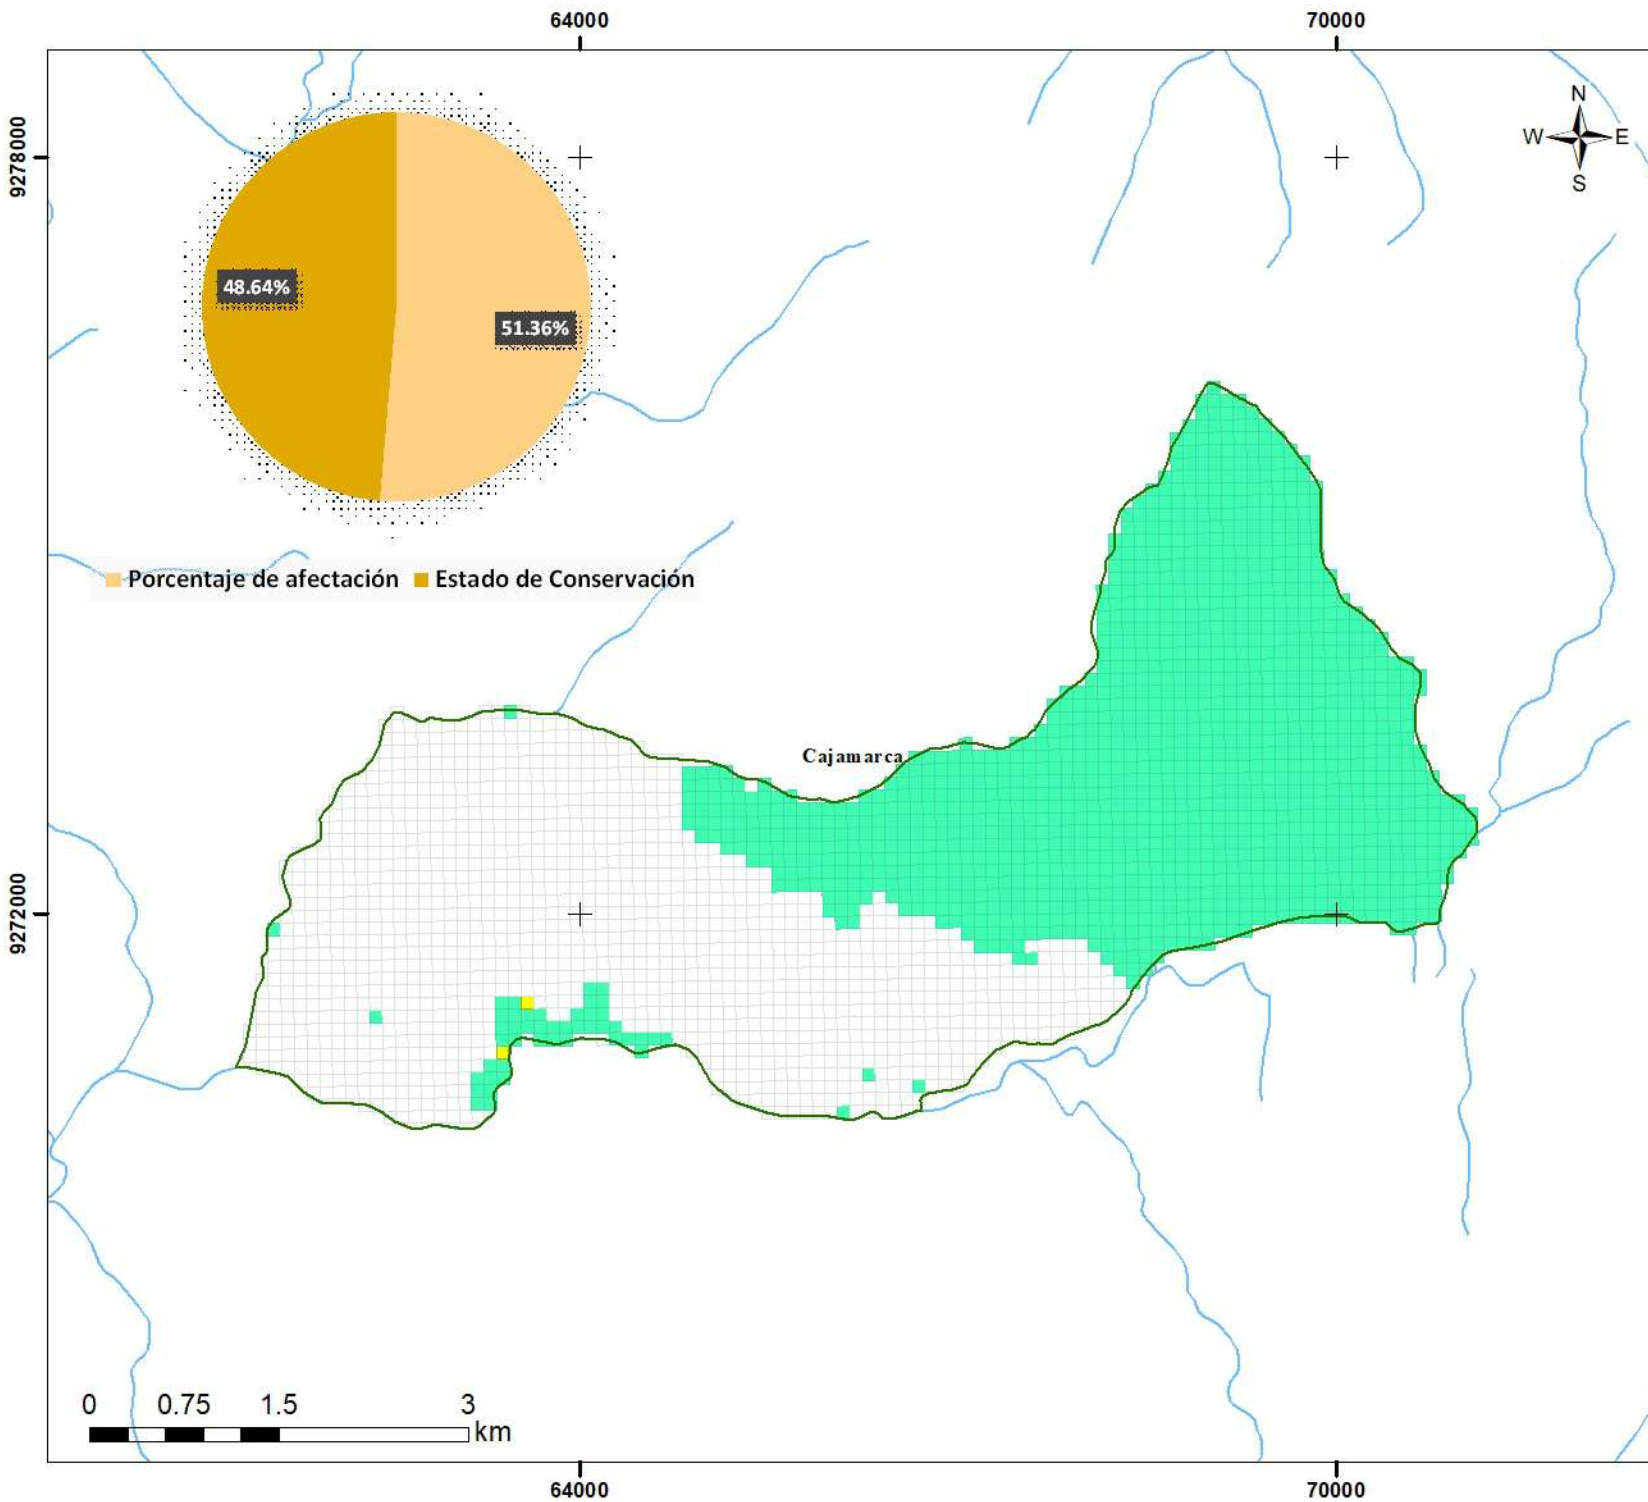 64000 70000
N
W E
S
9278000
48.64%
51.36%
Porcentaje de afectación Estado de Conservación
Cajamarca
9272000
0 0.75 1.5 3
km
64000 70000